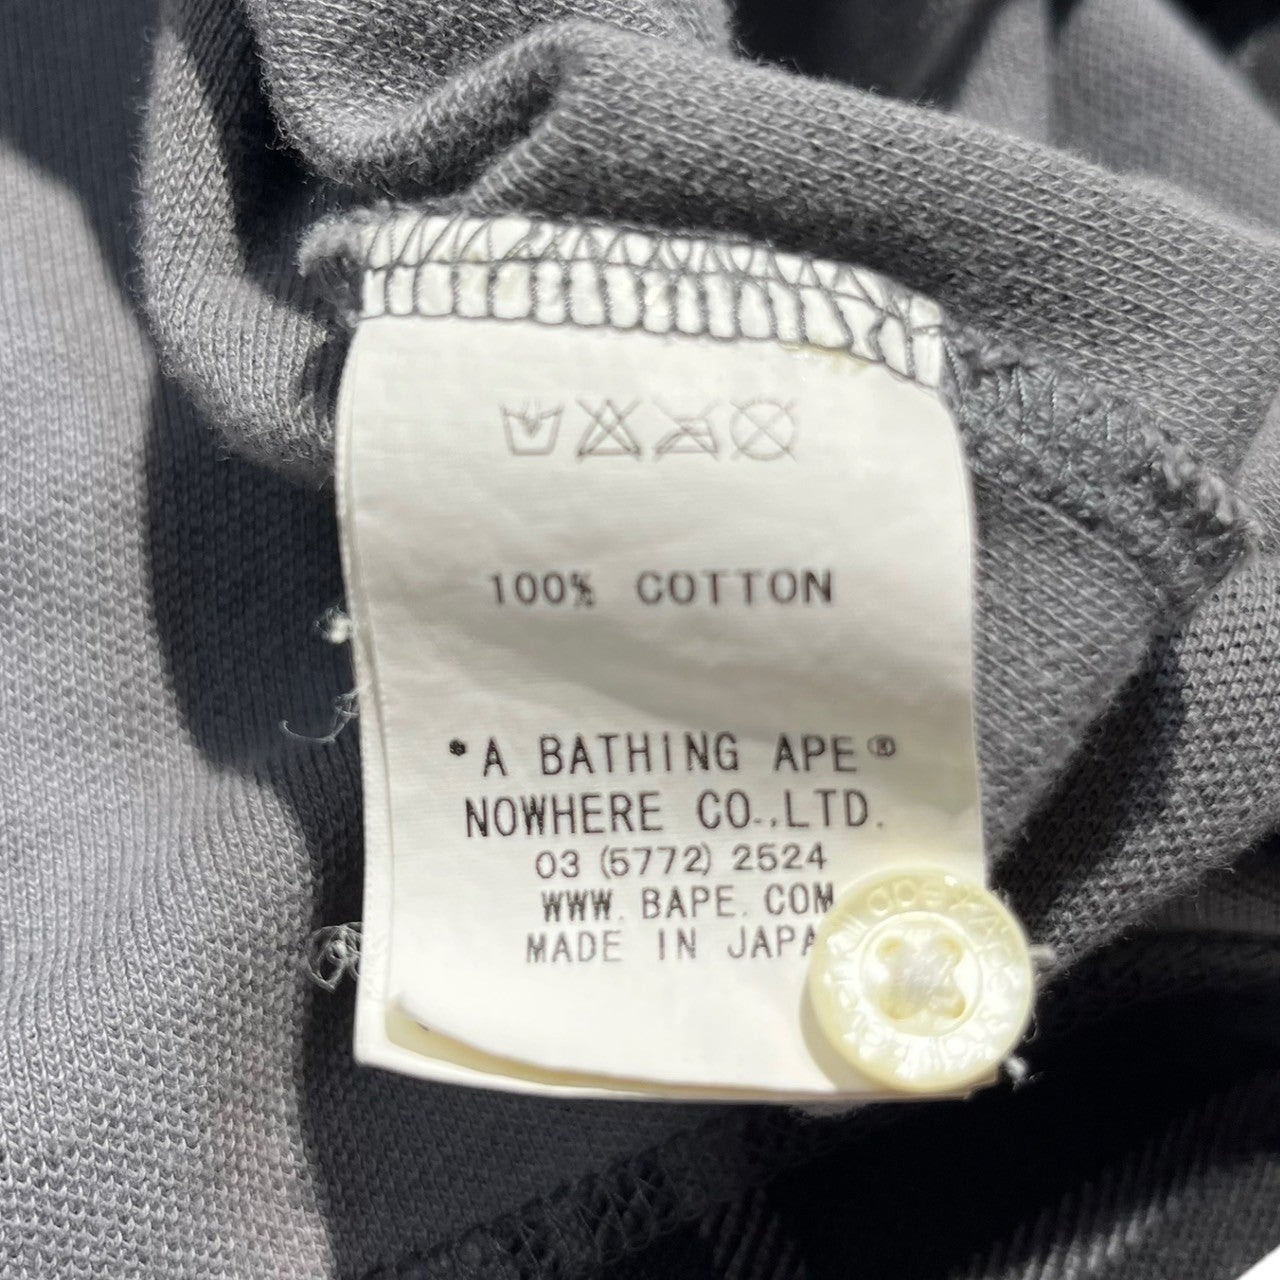 100% COTTON
"A BATHING APE®
NOWHERE CO.,LTD.
03 (5772) 2524
WWW. BAPE. COM
MADE IN JAPA